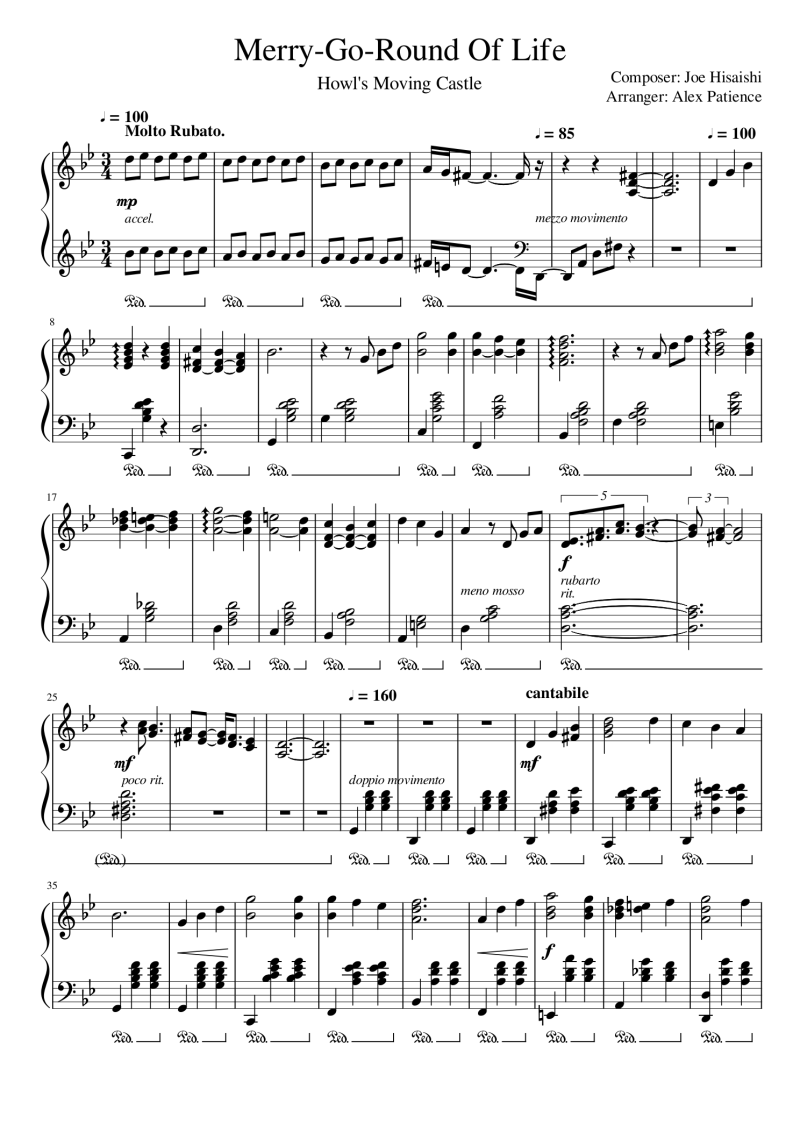 Merry-Go-Round Of Life
Howl's Moving Castle
Composer: Joe Hisaishi
Arranger: Alex Patience
♩ = 100
Molto Rubato.
♩ = 85
♩ = 100
3
4
mp
accel.
mezzo movimento
3
4
Ped. Ped. Ped. Ped.
8
Ped. Ped. Ped. Ped. Ped. Ped. Ped.
17
5
3
f
meno mosso
rubarto
rit.
Ped. Ped. Ped. Ped. Ped. Ped. Ped.
25
♩ = 160
cantabile
mf
mf
poco rit.
doppio movimento
(Ped.) Ped. Ped. Ped. Ped. Ped. Ped.
35
f
Ped. Ped. Ped. Ped. Ped. Ped. Ped. Ped. Ped.